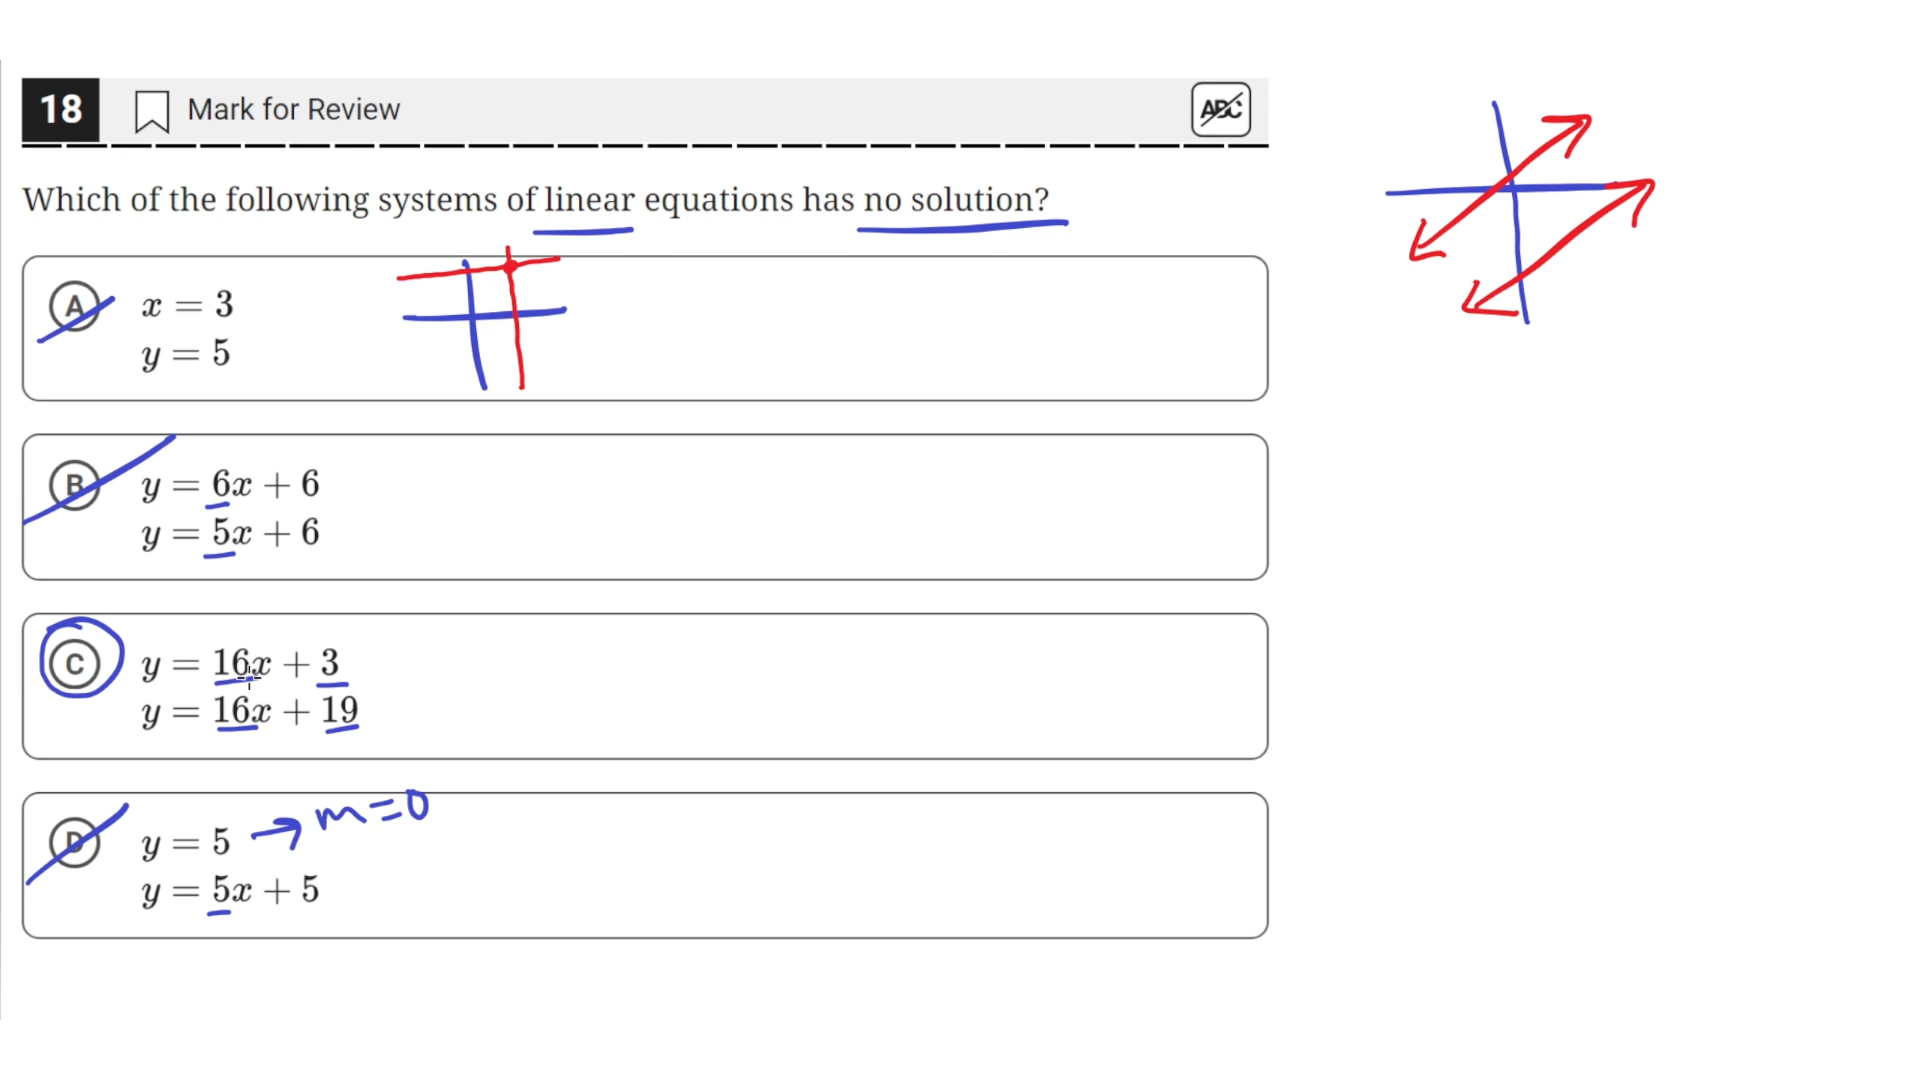 18 Mark for Review ABC
Which of the following systems of linear equations has no solution?
A x = 3
y = 5
B y = 6x + 6
y = 5x + 6
C y = 16x + 3
y = 16x + 19
D y = 5 → m=0
y = 5x + 5